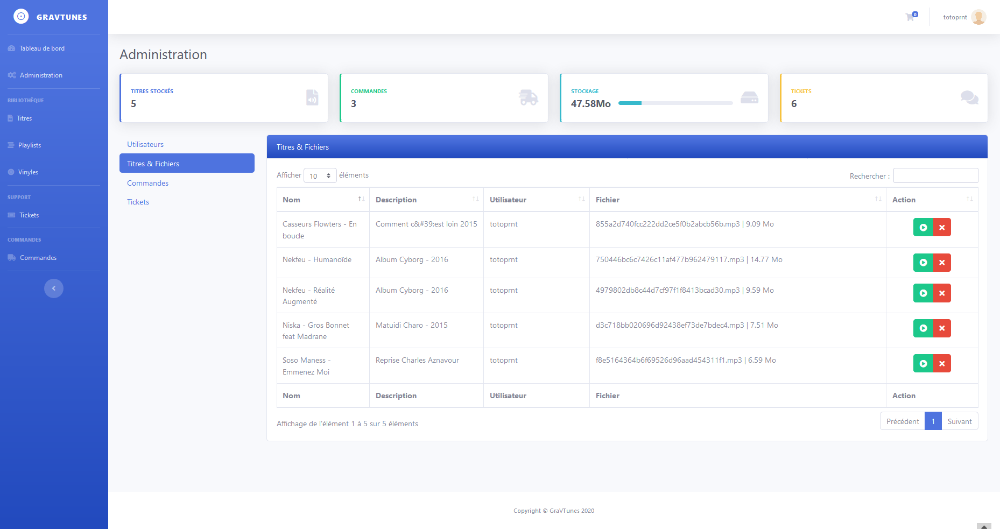 GRAVTUNES
0
totoprnt
Tableau de bord
Administration
BIBLIOTHÈQUE
Titres
Playlists
Vinyles
SUPPORT
Tickets
COMMANDES
Commandes
Administration
TITRES STOCKÉS
5
COMMANDES
3
STOCKAGE
47.58Mo
TICKETS
6
Utilisateurs
Titres & Fichiers
Commandes
Tickets
Titres & Fichiers
Afficher 10 éléments
Rechercher :
Nom Description Utilisateur Fichier Action
Casseurs Flowters - En boucle Comment c&#39;est loin 2015 totoprnt 855a2d740fcc222dd2ce5f0b2abcb56b.mp3 | 9.09 Mo
Nekfeu - Humanoïde Album Cyborg - 2016 totoprnt 750446bc6c7426c11af477b962479117.mp3 | 14.77 Mo
Nekfeu - Réalité Augmenté Album Cyborg - 2016 totoprnt 4979802db8c44d7cf97f1f8413bcad30.mp3 | 9.59 Mo
Niska - Gros Bonnet feat Madrane Matuidi Charo - 2015 totoprnt d3c718bb020696d92438ef73de7bdec4.mp3 | 7.51 Mo
Soso Maness - Emmenez Moi Reprise Charles Aznavour totoprnt f8e5164364b6f69526d96aad454311f1.mp3 | 6.59 Mo
Nom Description Utilisateur Fichier Action
Affichage de l'élément 1 à 5 sur 5 éléments
Précédent 1 Suivant
Copyright © GraVTunes 2020